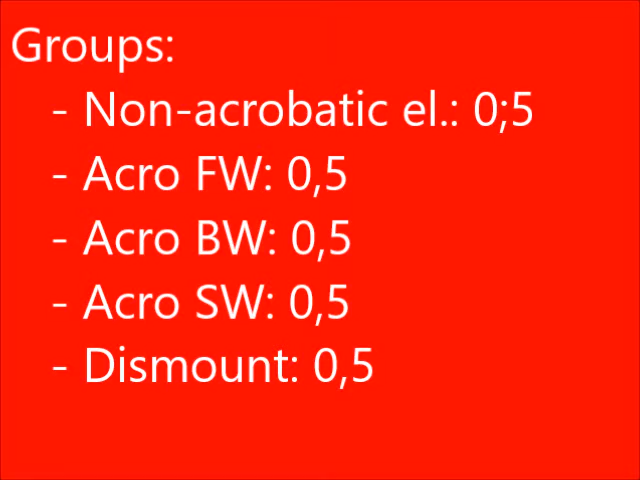 Groups:
- Non-acrobatic el.: 0;5
- Acro FW: 0,5
- Acro BW: 0,5
- Acro SW: 0,5
- Dismount: 0,5